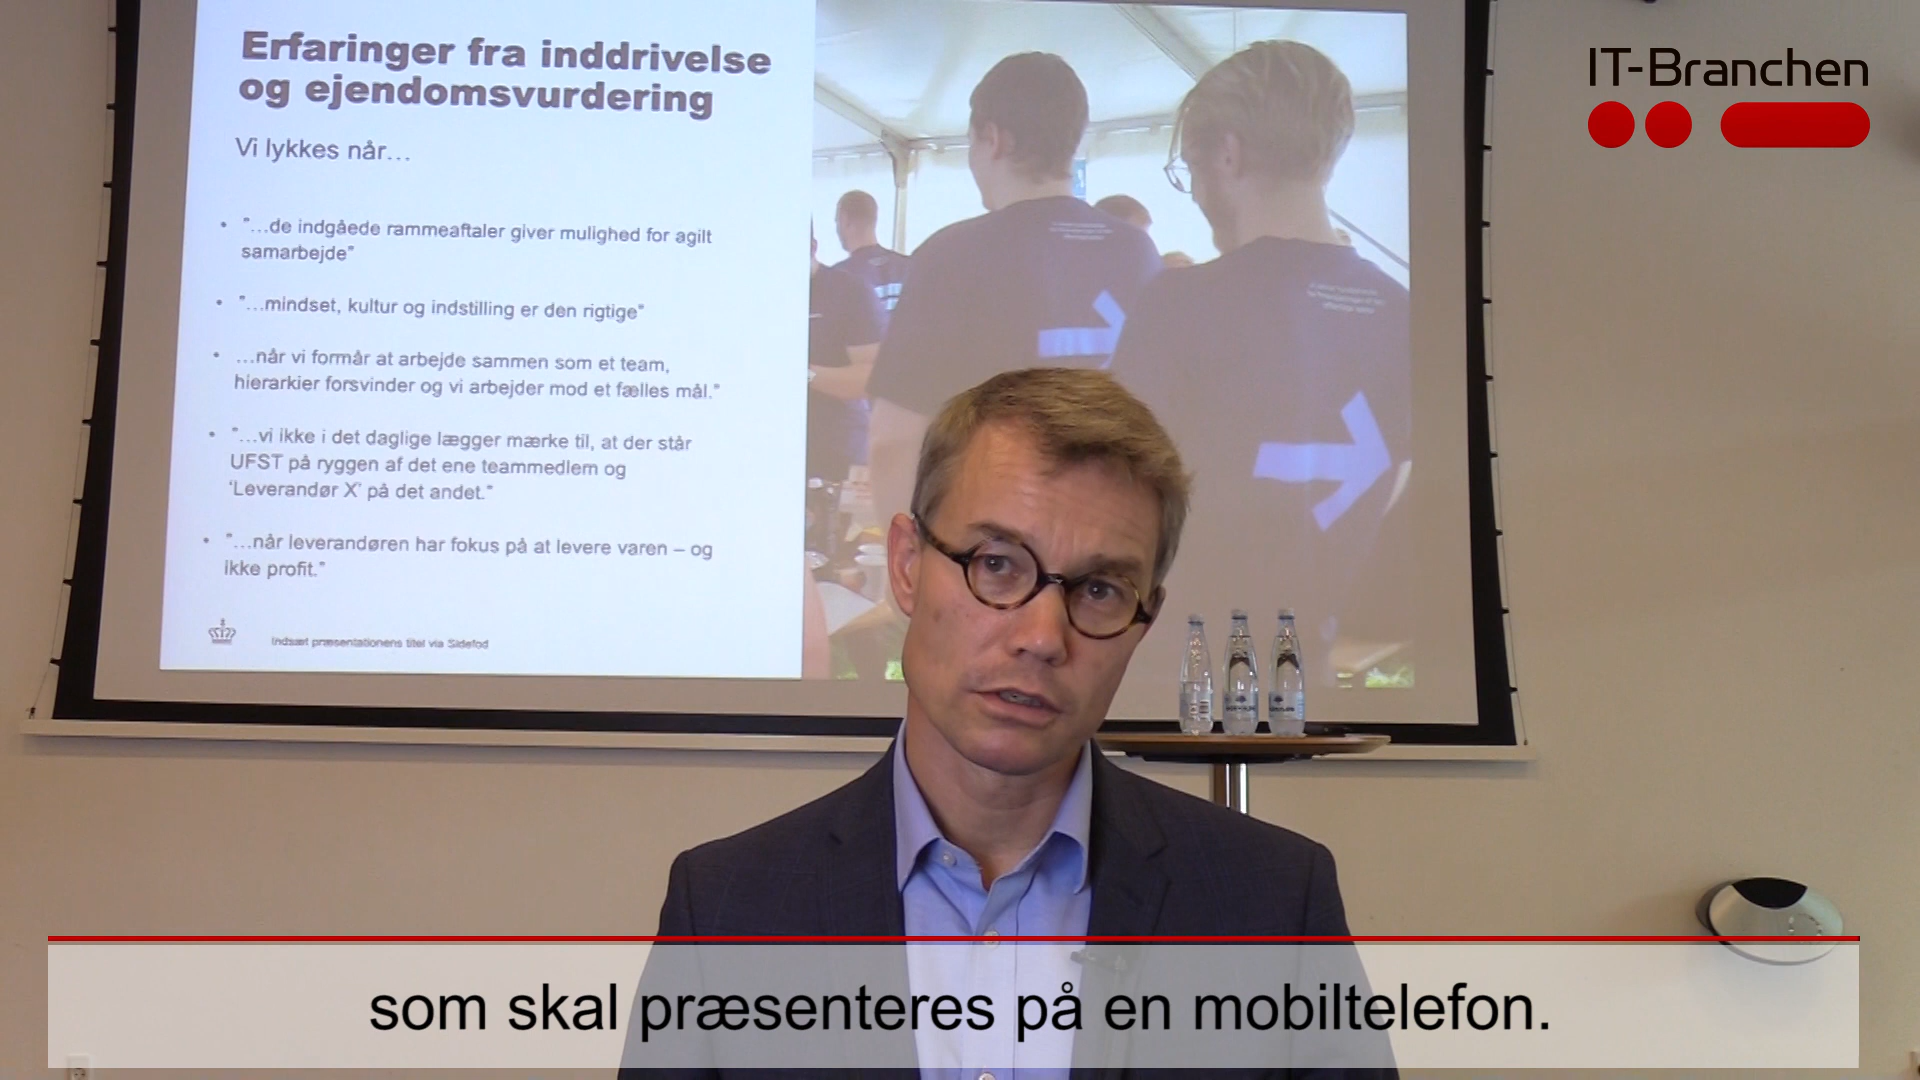 Erfaringer fra inddrivelse
og ejendomsvurdering
Vi lykkes når…
• "…de indgåede rammeaftaler giver mulighed for agilt
samarbejde"
• "…mindset, kultur og indstilling er den rigtige"
• …når vi formår at arbejde sammen som et team,
hierarkier forsvinder og vi arbejder mod et fælles mål."
• "…vi ikke i det daglige lægger mærke til, at der står
UFST på ryggen af det ene teammedlem og
'Leverandør X' på det andet."
• "…når leverandøren har fokus på at levere varen – og
ikke profit."
Indsæt præsentationens titel via Sidefod
IT-Branchen
som skal præsenteres på en mobiltelefon.